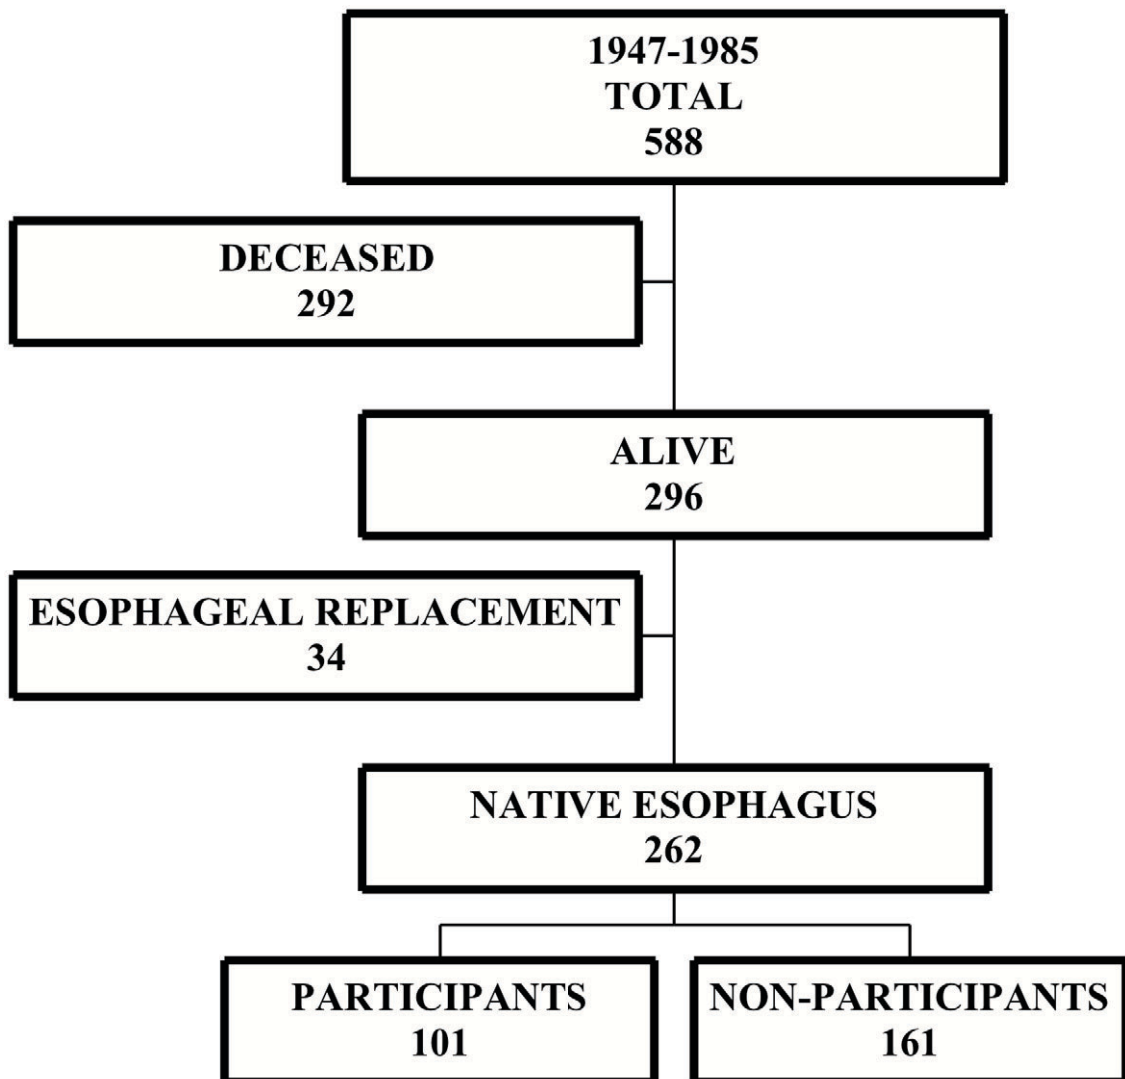 1947-1985
TOTAL
588
DECEASED
292
ALIVE
296
ESOPHAGEAL REPLACEMENT
34
NATIVE ESOPHAGUS
262
PARTICIPANTS
101
NON-PARTICIPANTS
161